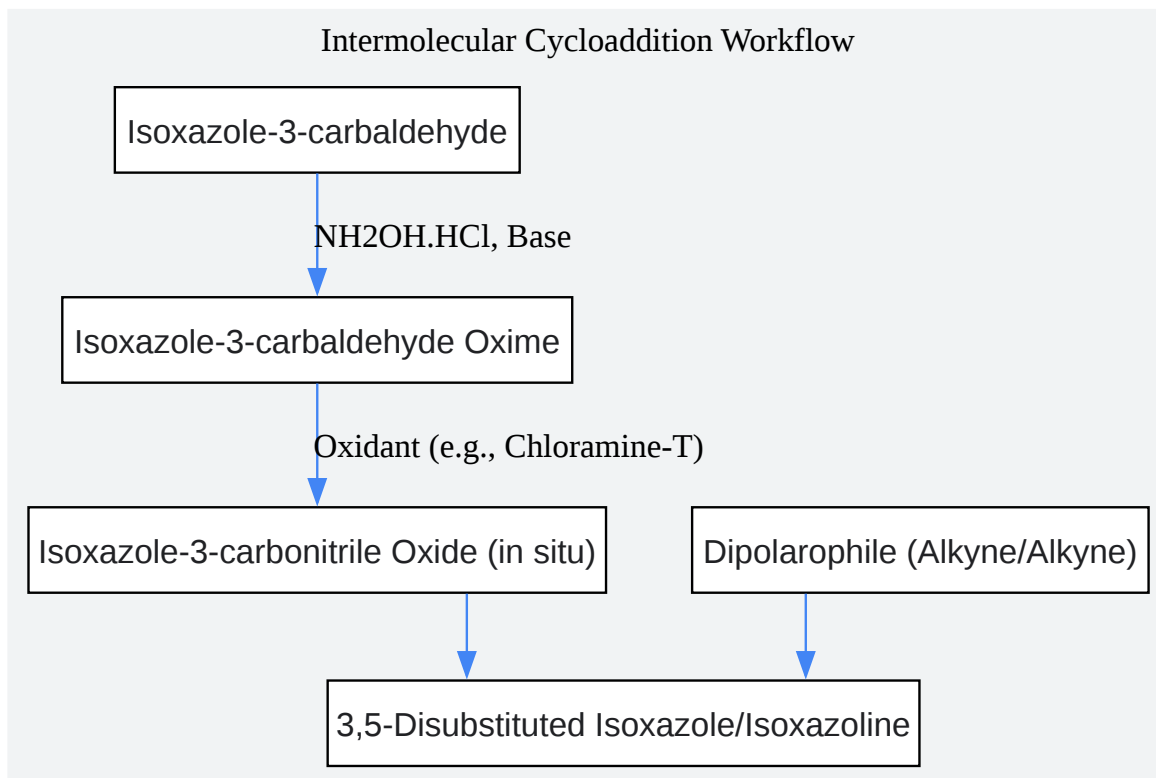 Intermolecular Cycloaddition Workflow
Isoxazole-3-carbaldehyde
NH2OH.HCl, Base
Isoxazole-3-carbaldehyde Oxime
Oxidant (e.g., Chloramine-T)
Isoxazole-3-carbonitrile Oxide (in situ)
Dipolarophile (Alkyne/Alkyne)
3,5-Disubstituted Isoxazole/Isoxazoline